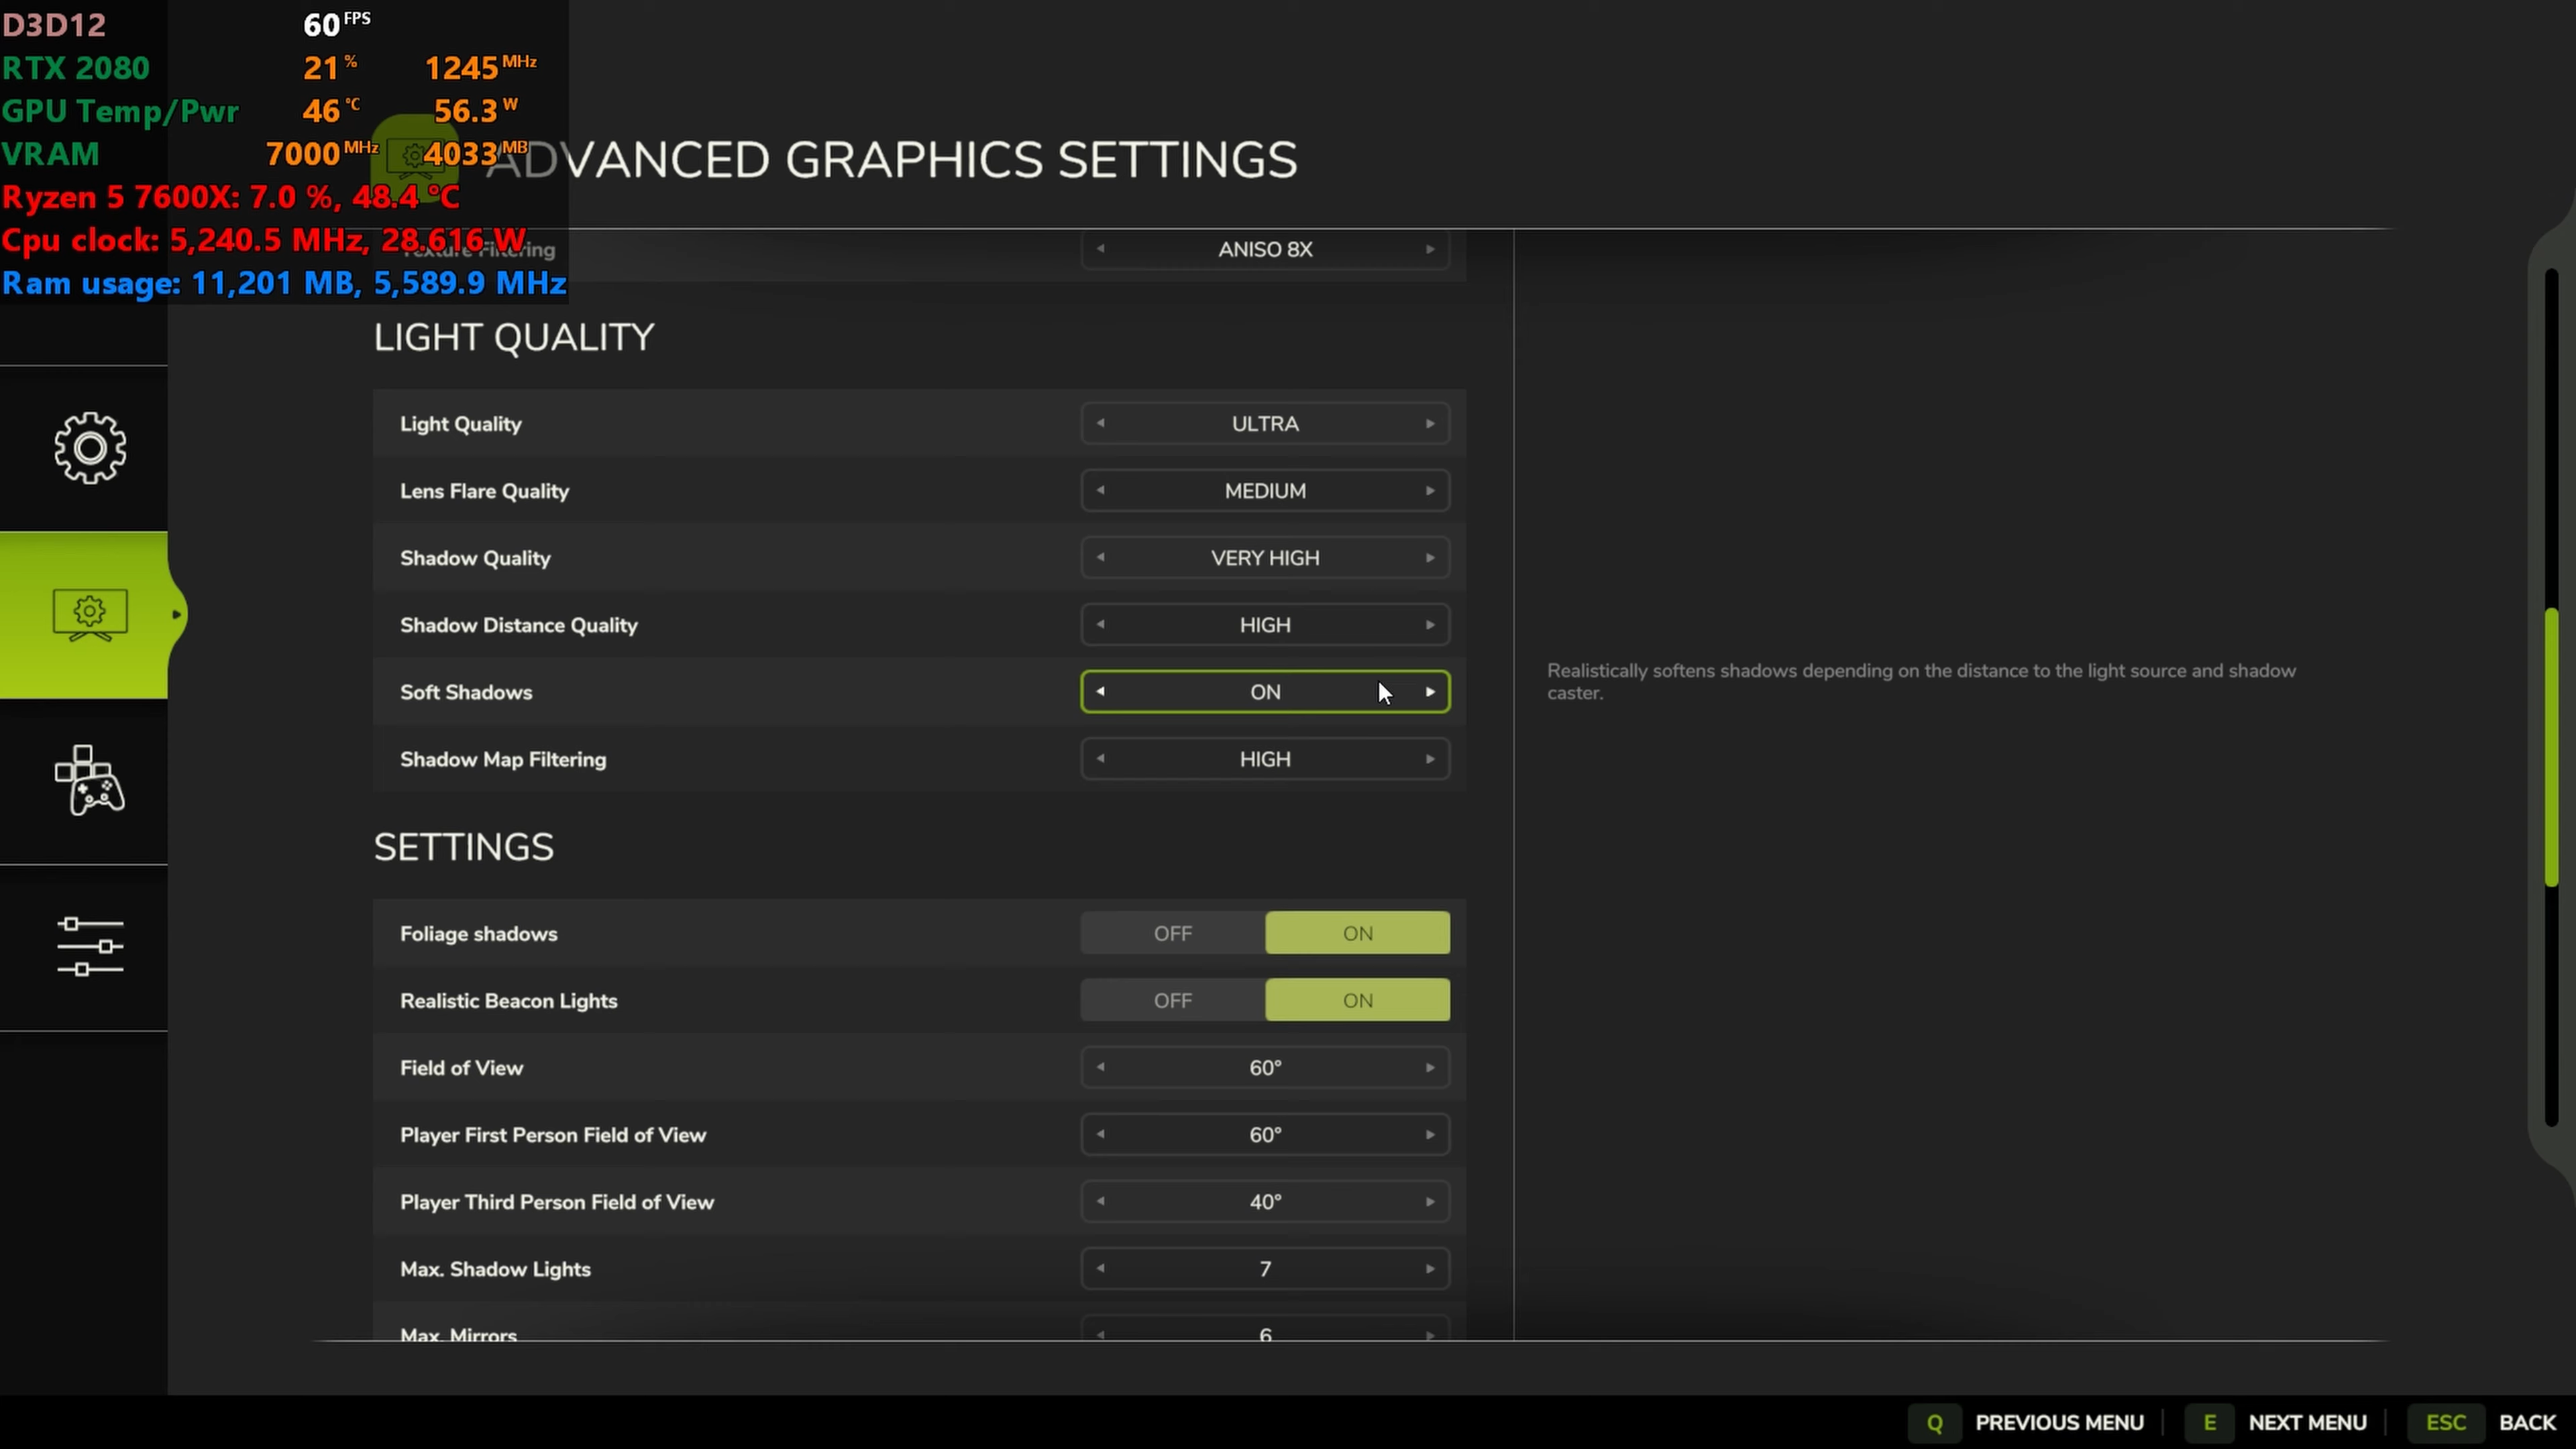 D3D12 60 FPS
RTX 2080 21 % 1245 MHz
GPU Temp/Pwr 46 °C 56.3 W
VRAM 7000 MHz 4033 MB
ADVANCED GRAPHICS SETTINGS
Ryzen 5 7600X: 7.0 %, 48.4 °C
Cpu clock: 5,240.5 MHz, 28.616 W
Texture Filtering ANISO 8X
Ram usage: 11,201 MB, 5,589.9 MHz
LIGHT QUALITY
Light Quality ULTRA
Lens Flare Quality MEDIUM
Shadow Quality VERY HIGH
Shadow Distance Quality HIGH
Soft Shadows ON
Realistically softens shadows depending on the distance to the light source and shadow
caster.
Shadow Map Filtering HIGH
SETTINGS
Foliage shadows OFF ON
Realistic Beacon Lights OFF ON
Field of View 60°
Player First Person Field of View 60°
Player Third Person Field of View 40°
Max. Shadow Lights 7
Max. Mirrors 6
Q PREVIOUS MENU E NEXT MENU ESC BACK